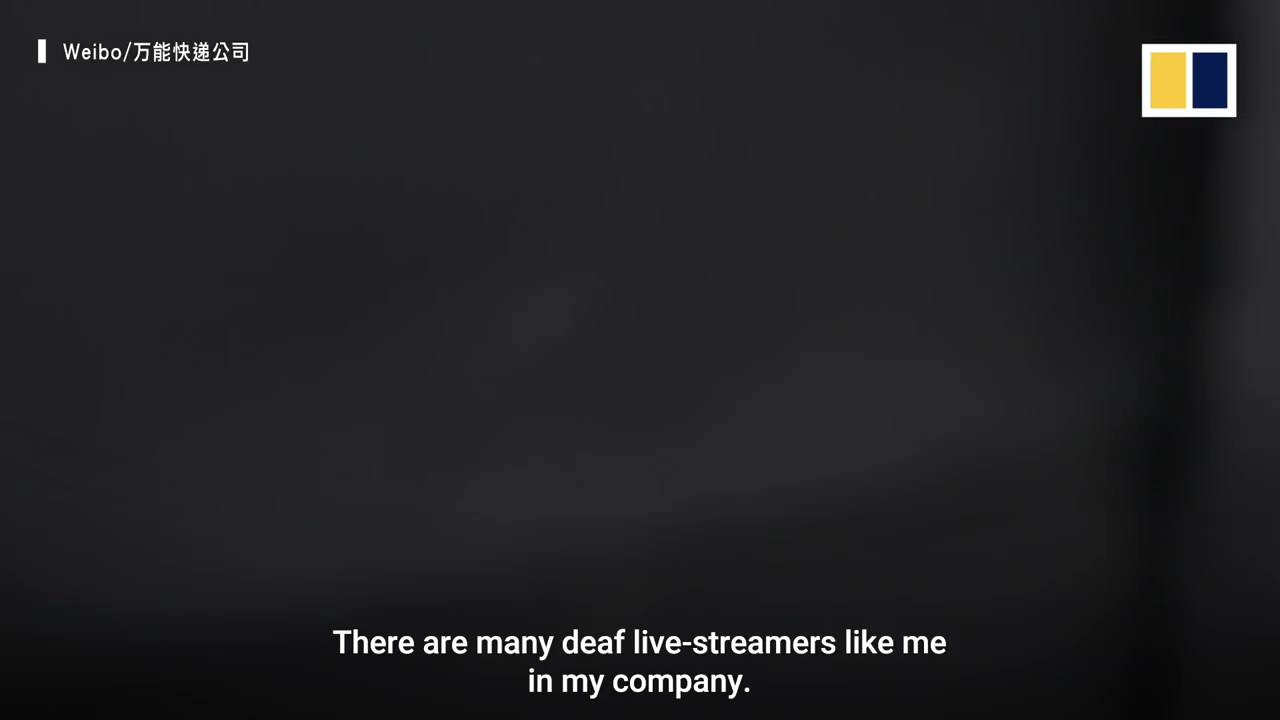 Weibo/万能快递公司
There are many deaf live-streamers like me
in my company.